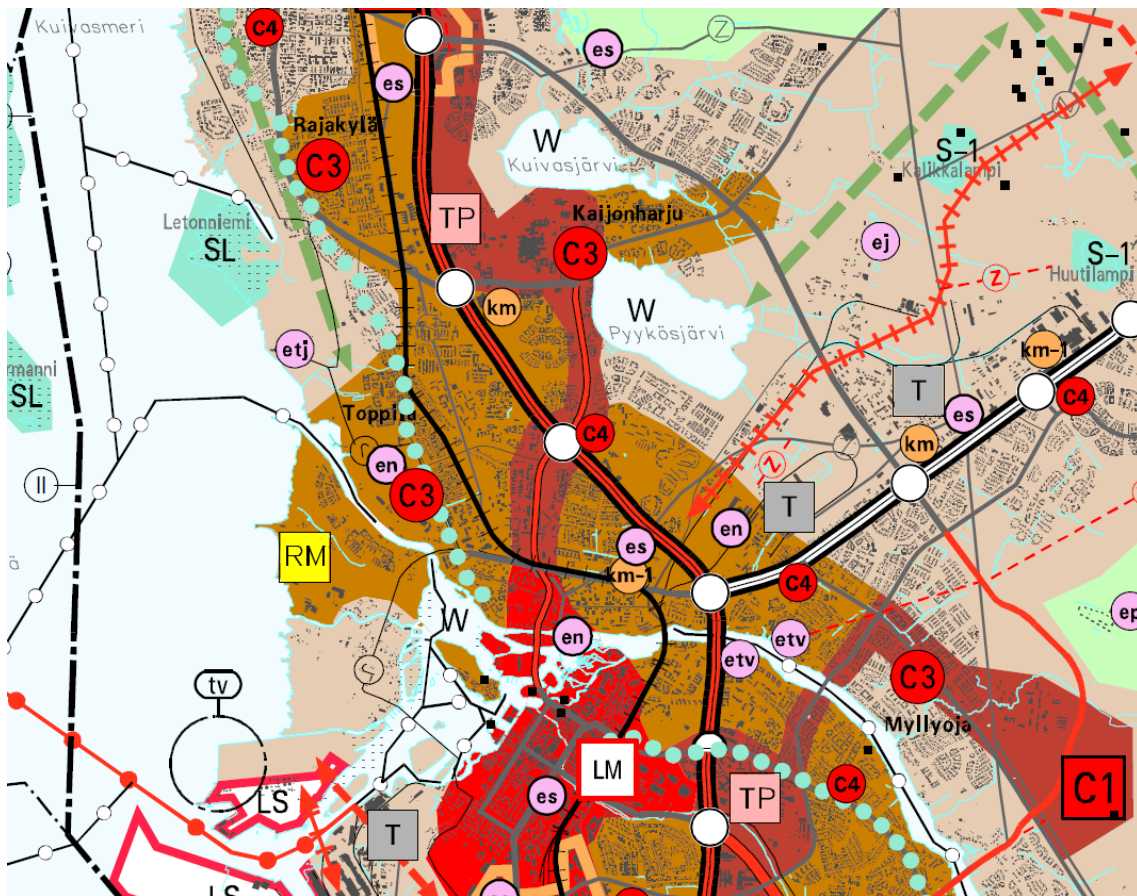 Kuivasmeri
C4
es
es
Z
Rajakylä
C3
W
Kuivasjärvi
S-1
Kalikkalampi
TP
Kaijonharju
C3
Letonniemi
SL
ej
S-1
Huutilampi
Z
W
Pyykösjärvi
km
etj
km-1
manni
SL
T
C4
es
Toppila
C4
km
en
C3
Z
II
T
en
es
RM
km-1
C4
W
en
etv
etv
ep
C3
Myllyoja
tv
LM
C1
C4
es
TP
LS
T
LS